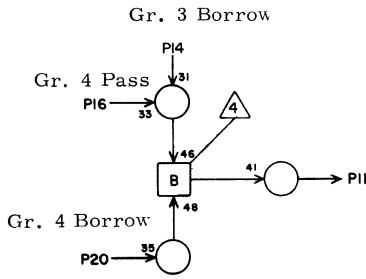 Gr. 3 Borrow
P14
31
Gr. 4 Pass
P16
33
4
46
B
41
P11
48
Gr. 4 Borrow
35
P20